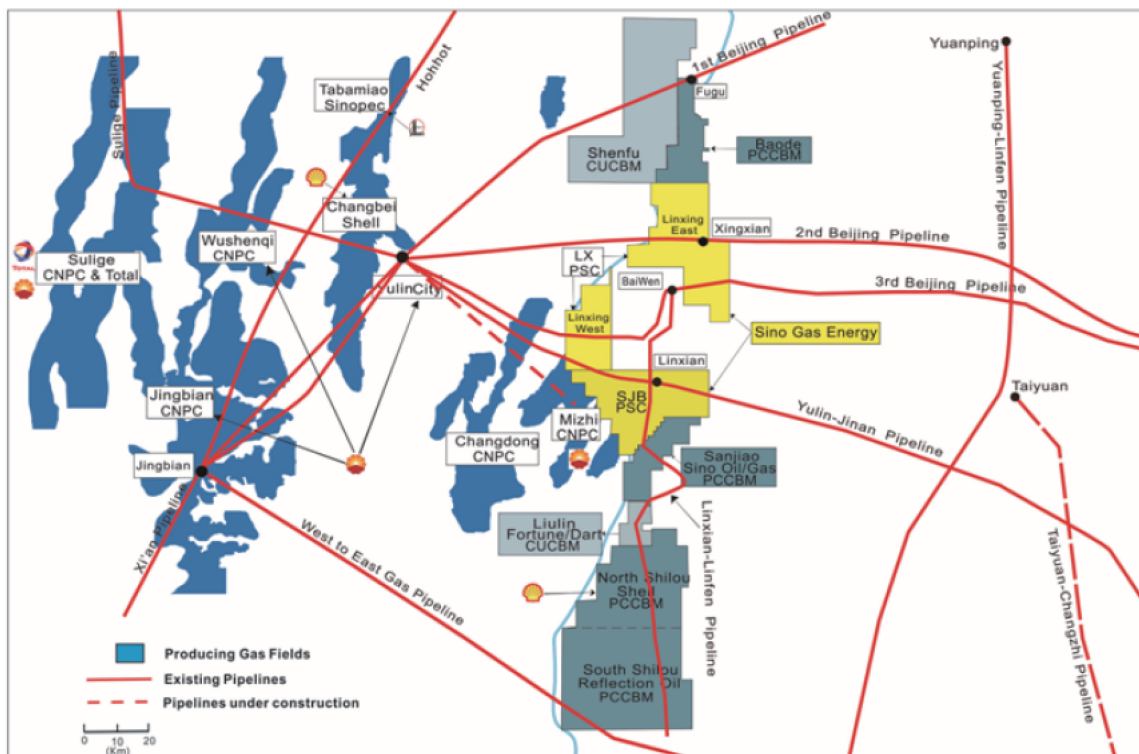 Sulige Pipeline
Hohhot
Tabamiao
Sinopec
1st Beijing Pipeline
Fugu
Yuanping
Yuanping-Linfen Pipeline
Shenfu
CUCBM
Baode
PCCBM
Changbei
Shell
Wushenqi
CNPC
Linxing
East
Xingxian
2nd Beijing Pipeline
TOTAL
Sulige
CNPC & Total
LX
PSC
YulinCity
BaiWen
3rd Beijing Pipeline
Linxing
West
Sino Gas Energy
Linxian
Jingbian
CNPC
SJB
PSC
Taiyuan
Mizhi
CNPC
Changdong
CNPC
Yulin-Jinan Pipeline
Jingbian
Sanjiao
Sino Oil/Gas
PCCBM
Xi'an Pipeline
West to East Gas Pipeline
Liulin
Fortune/Dart
CUCBM
Linxian-Linfen Pipeline
Taiyuan-Changzhi Pipeline
North Shilou
Shell
PCCBM
Producing Gas Fields
South Shilou
Reflection Oil
PCCBM
Existing Pipelines
Pipelines under construction
0 20
(Km)